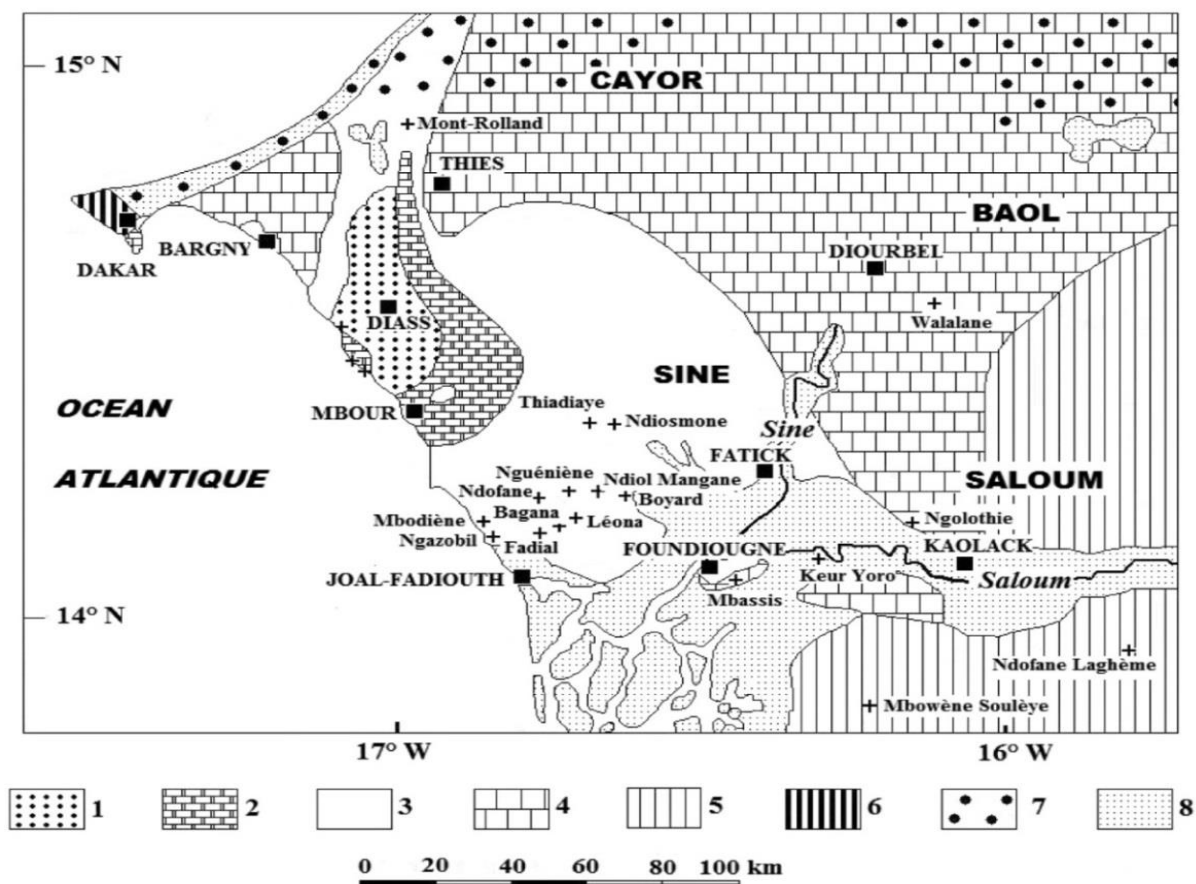 15° N
CAYOR
Mont-Rolland
THIES
BAOL
BARGNY
DAKAR
DIOURBEL
Walalane
DIASS
SINE
OCEAN
ATLANTIQUE
MBOUR
Thiadiaye
Ndiosmone
Sine
FATICK
SALOUM
Nguéniène
Ndiol Mangane
Ndofane
Boyard
Bagana
Léona
Mbodiène
Ngazobil
Fadial
Ngolothie
FOUNDIOUGNE
KAOLACK
JOAL-FADIOUTH
Keur Yoro
Saloum
Mbassis
14° N
Ndofane Laghème
Mbowène Soulèye
17° W
16° W
1 2 3 4 5 6 7 8
0 20 40 60 80 100 km